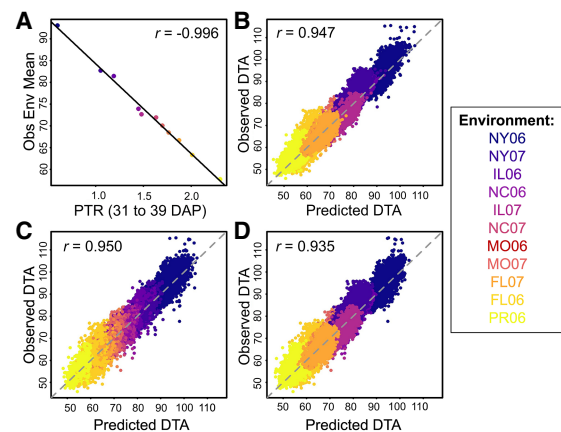 A
r = -0.996
Obs Env Mean
60 65 70 75 80 85 90
1.0 1.5 2.0
PTR (31 to 39 DAP)
B
r = 0.947
Observed DTA
50 60 70 80 90 100 110
50 60 70 80 90 100 110
Predicted DTA
C
r = 0.950
Observed DTA
50 60 70 80 90 100 110
50 60 70 80 90 100 110
Predicted DTA
D
r = 0.935
Observed DTA
50 60 70 80 90 100 110
50 60 70 80 90 100 110
Predicted DTA
Environment:
NY06
NY07
IL06
NC06
IL07
NC07
MO06
MO07
FL07
FL06
PR06